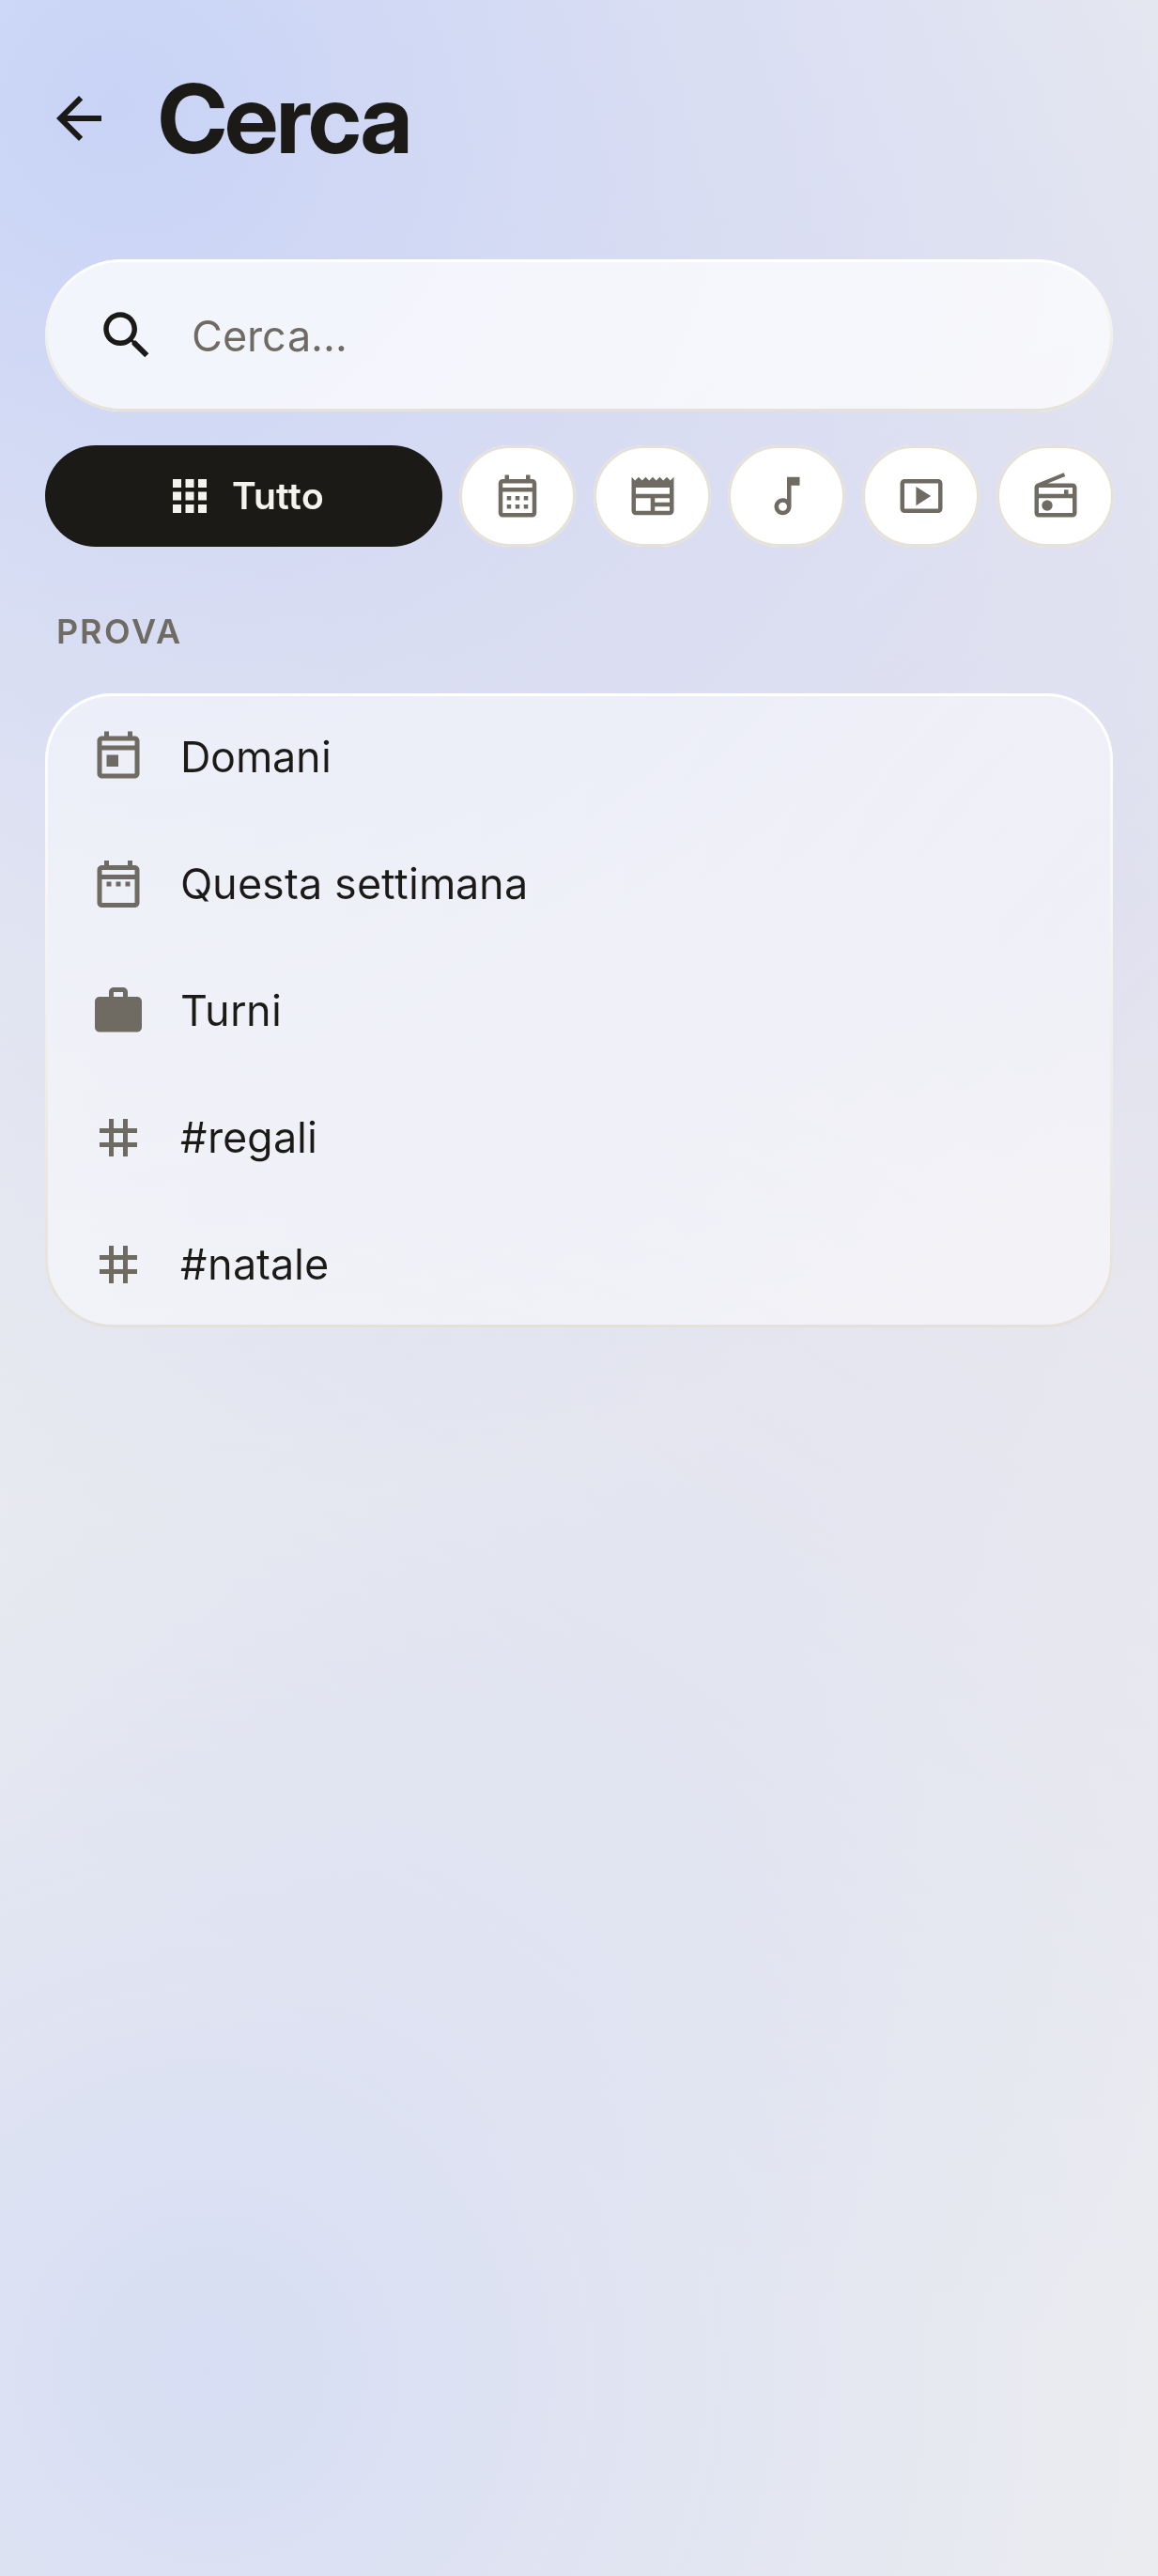 Cerca
Cerca...
Tutto
PROVA
Domani
Questa settimana
Turni
#regali
#natale